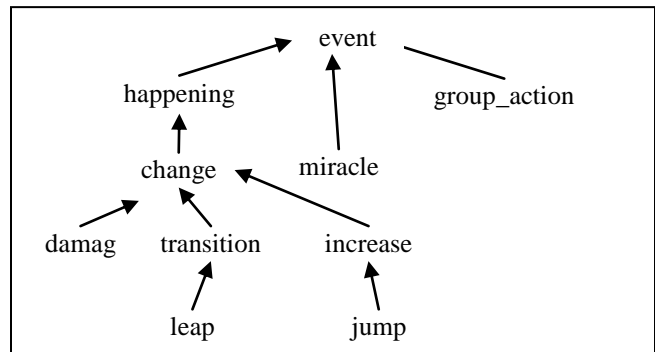 event
happening
group_action
change
miracle
damag
transition
increase
leap
jump